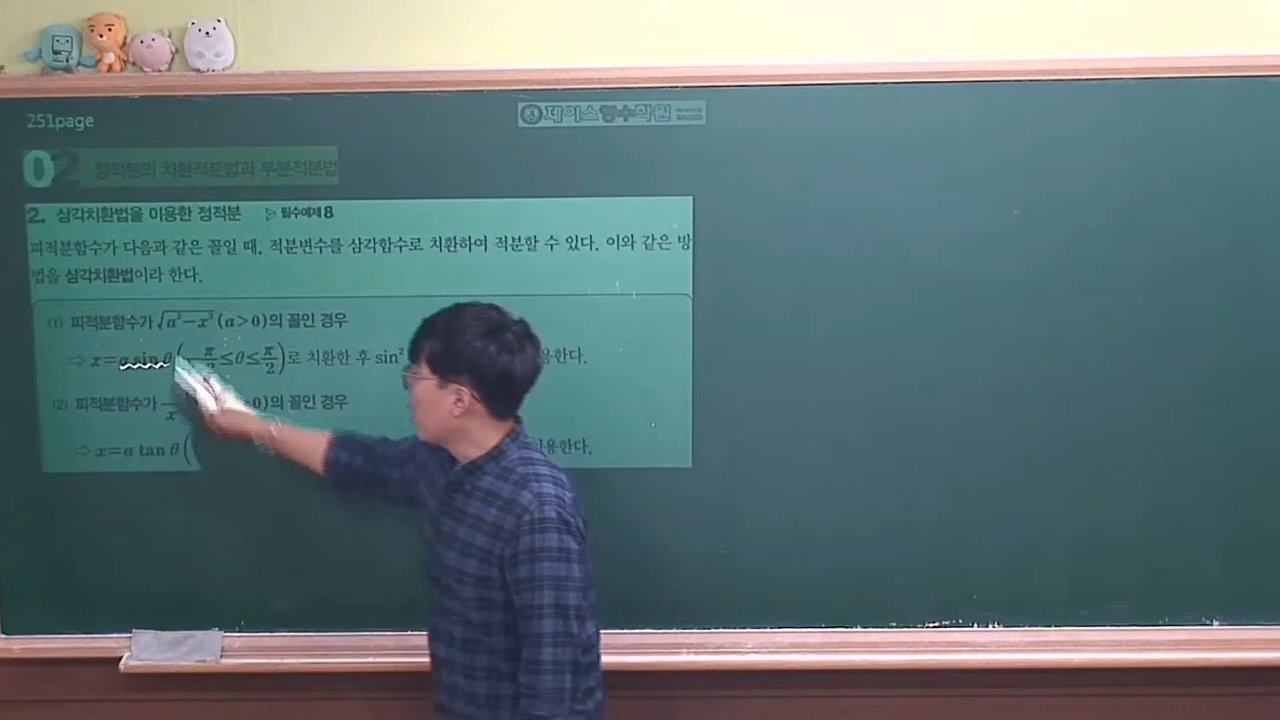 251page
제이스영수학원
02 정적분의 치환적분법과 부분적분법
2. 삼각치환법을 이용한 정적분 ▷ 필수예제 8
피적분함수가 다음과 같은 꼴일 때, 적분변수를 삼각함수로 치환하여 적분할 수 있다. 이와 같은 방
법을 삼각치환법이라 한다.
(1) 피적분함수가 √(a²−x²) (a>0)의 꼴인 경우
⇨ x=a sin θ(−π/2≤θ≤π/2)로 치환한 후 sin² 용한다.
(2) 피적분함수가 0)의 꼴인 경우
⇨ x=a tan θ( 용한다.